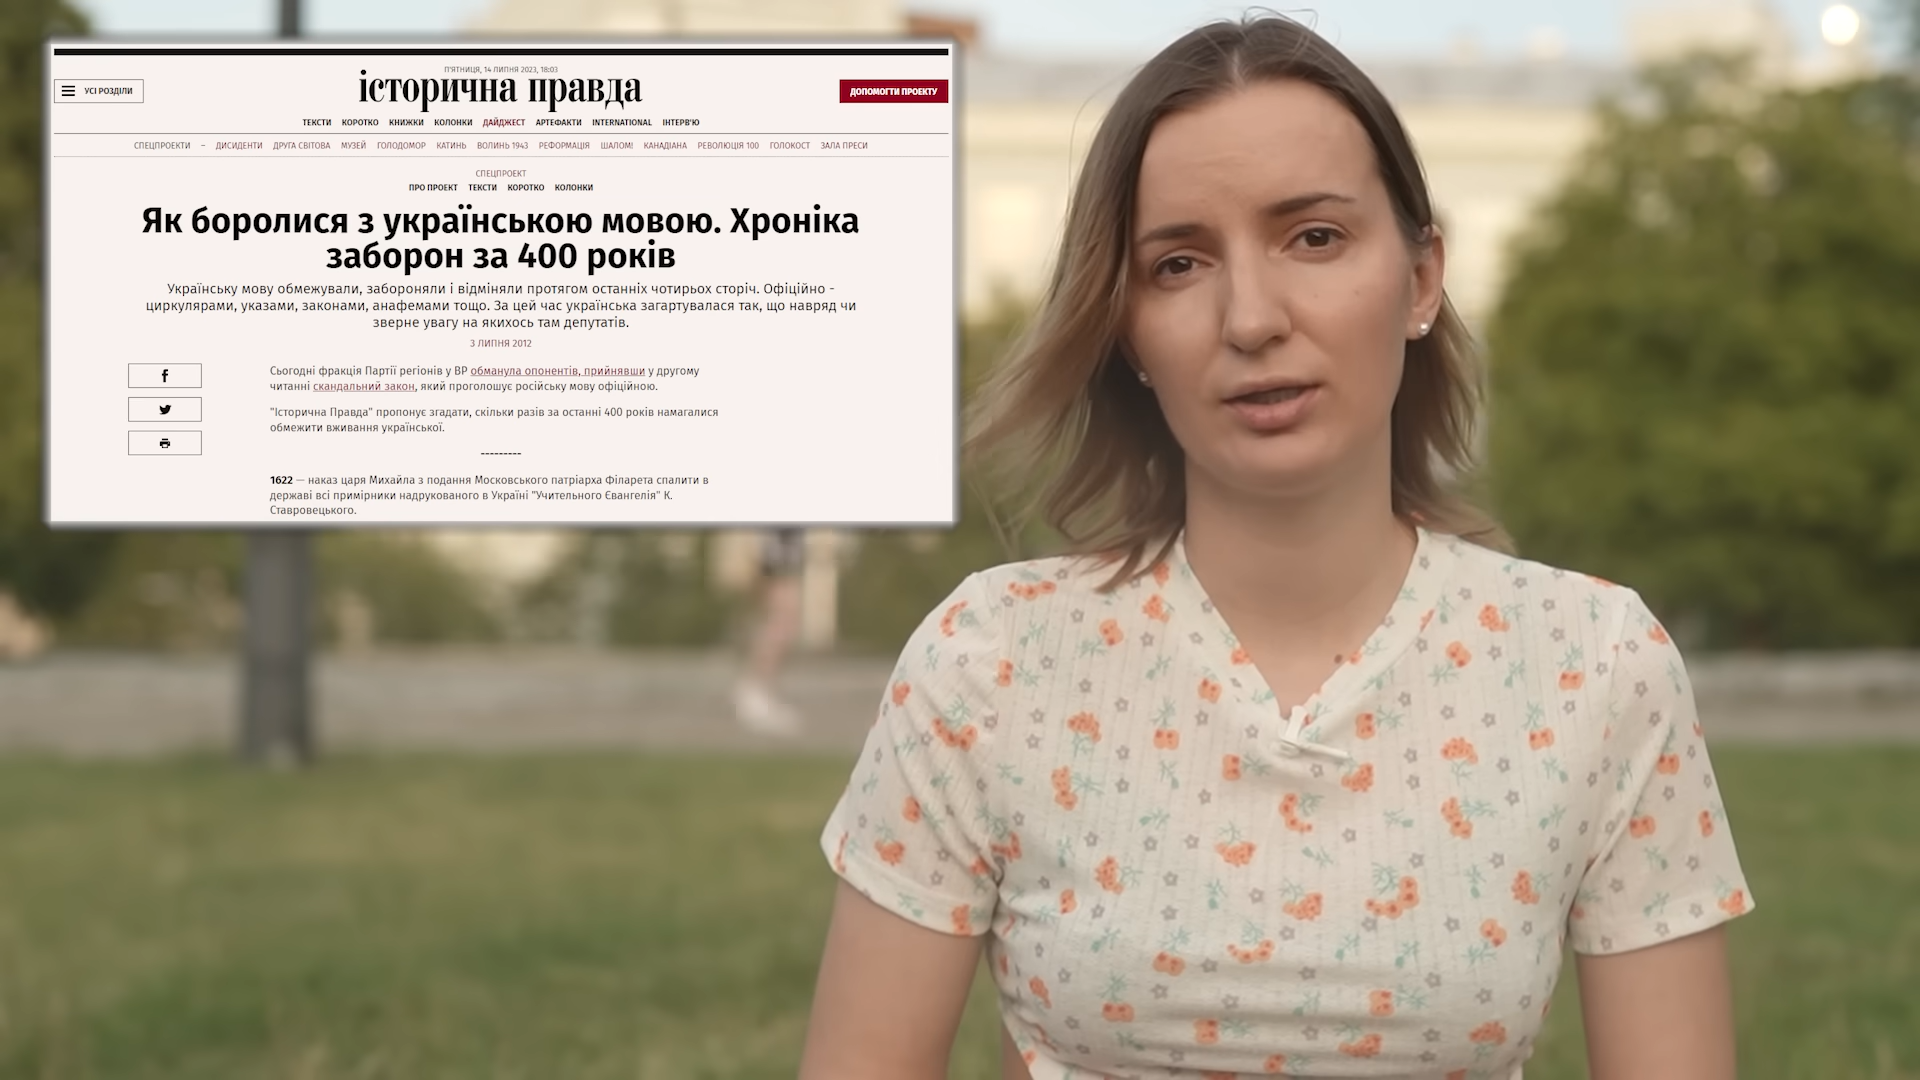 П'ЯТНИЦЯ, 14 ЛИПНЯ 2023, 18:03
УСІ РОЗДІЛИ
історична правда
ДОПОМОГТИ ПРОЕКТУ
ТЕКСТИ КОРОТКО КНИЖКИ КОЛОНКИ ДАЙДЖЕСТ АРТЕФАКТИ INTERNATIONAL ІНТЕРВ'Ю
СПЕЦПРОЕКТИ – ДИСИДЕНТИ ДРУГА СВІТОВА МУЗЕЙ ГОЛОДОМОР КАТИНЬ ВОЛИНЬ 1943 РЕФОРМАЦІЯ ШАЛОМ! КАНАДІАНА РЕВОЛЮЦІЯ 100 ГОЛОКОСТ ЗАЛА ПРЕСИ
СПЕЦПРОЕКТ
ПРО ПРОЕКТ ТЕКСТИ КОРОТКО КОЛОНКИ
Як боролися з українською мовою. Хроніка
заборон за 400 років
Українську мову обмежували, забороняли і відміняли протягом останніх чотирьох сторіч. Офіційно -
циркулярами, указами, законами, анафемами тощо. За цей час українська загартувалася так, що навряд чи
зверне увагу на якихось там депутатів.
3 ЛИПНЯ 2012
Сьогодні фракція Партії регіонів у ВР обманула опонентів, прийнявши у другому
читанні скандальний закон, який проголошує російську мову офіційною.
"Історична Правда" пропонує згадати, скільки разів за останні 400 років намагалися
обмежити вживання української.
---------
1622 — наказ царя Михайла з подання Московського патріарха Філарета спалити в
державі всі примірники надрукованого в Україні "Учительного Євангелія" К.
Ставровецького.